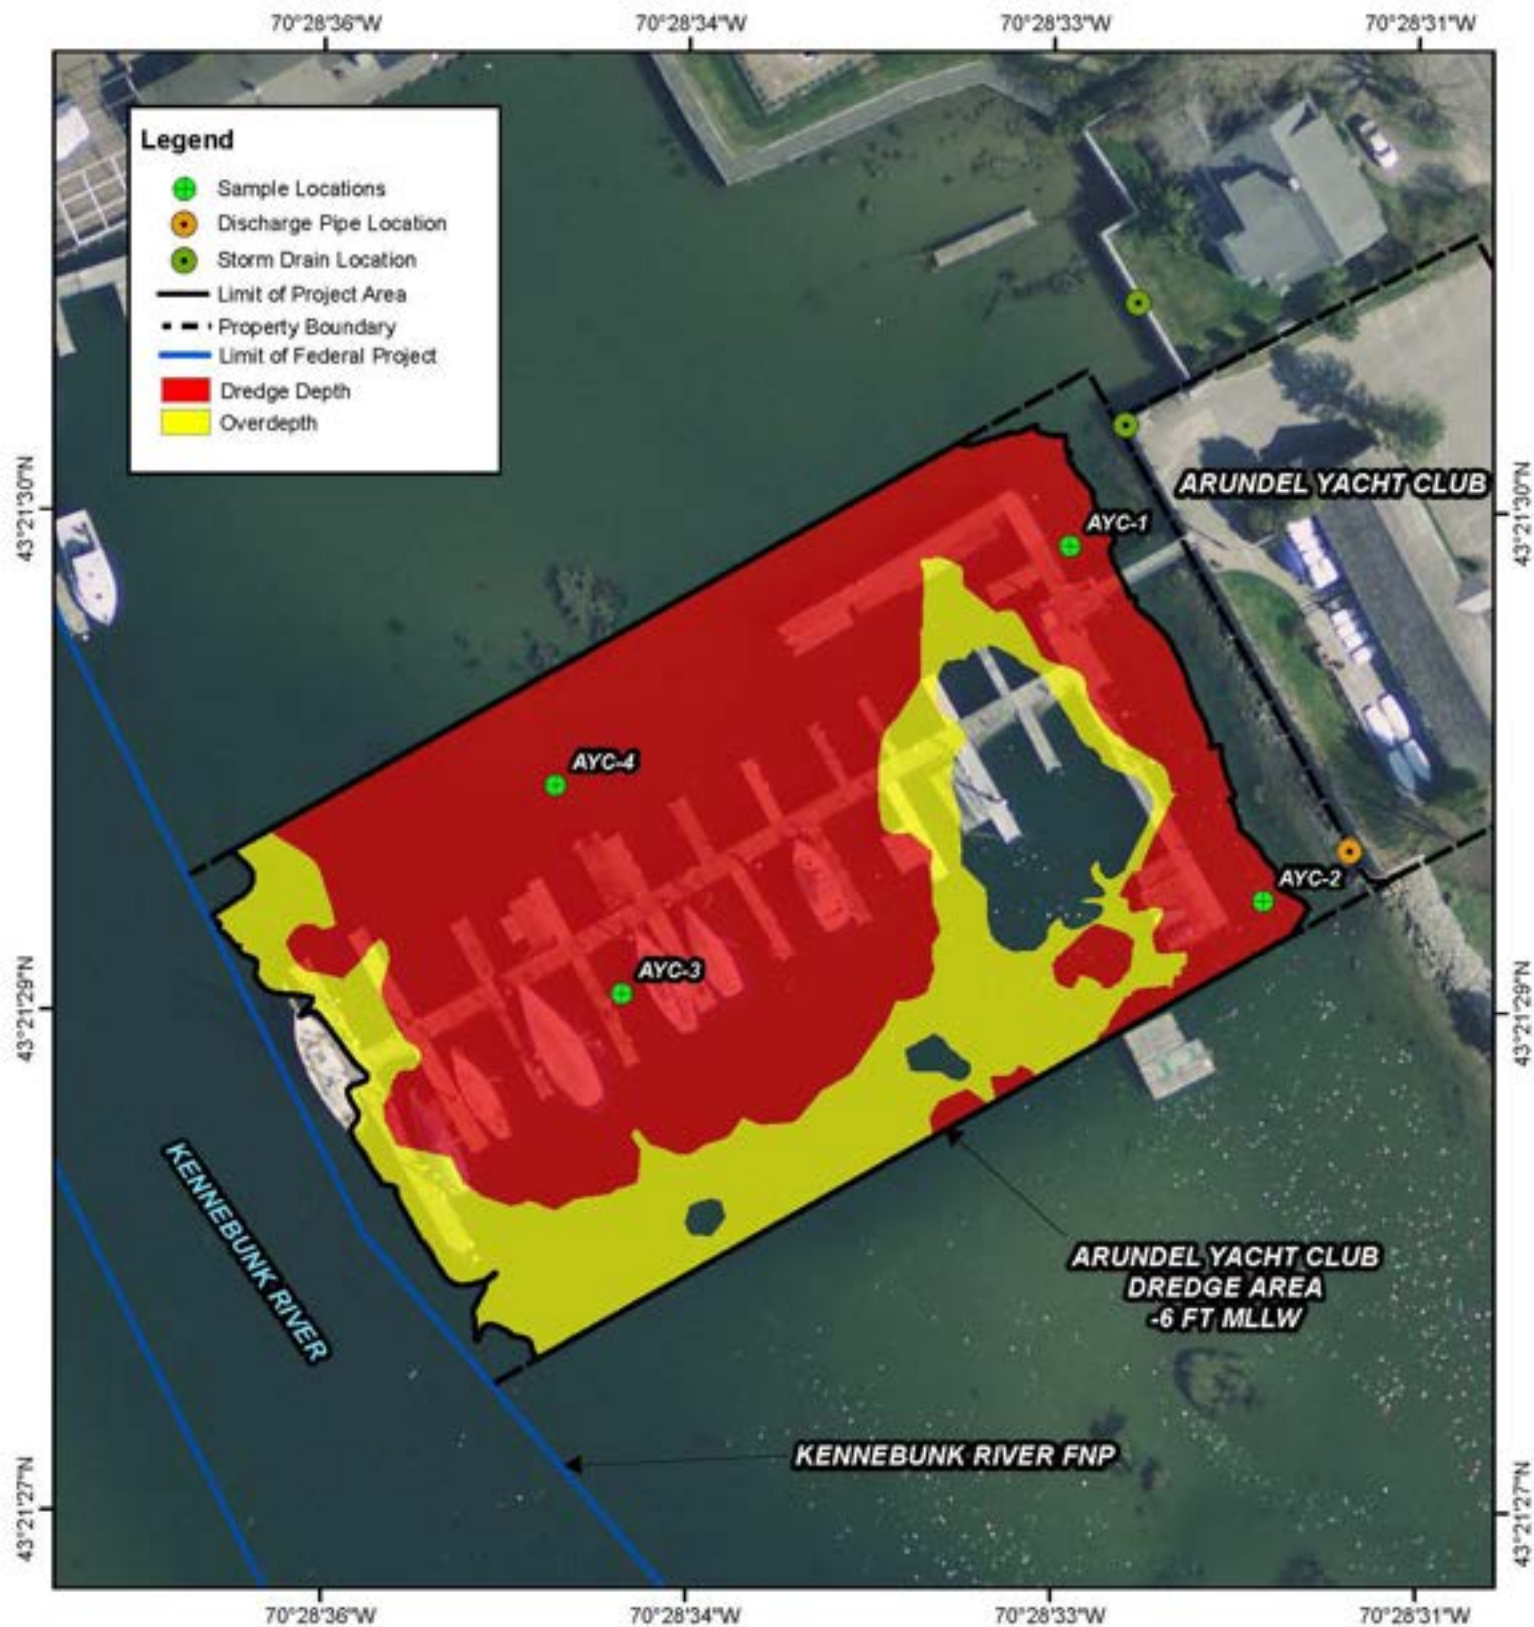 70°28'36"W 70°28'34"W 70°28'33"W 70°28'31"W
Legend
Sample Locations
Discharge Pipe Location
Storm Drain Location
Limit of Project Area
Property Boundary
Limit of Federal Project
Dredge Depth
Overdepth
43°21'30"N
43°21'30"N
ARUNDEL YACHT CLUB
AYC-1
AYC-4
AYC-2
AYC-3
43°21'29"N
43°21'29"N
KENNEBUNK RIVER
ARUNDEL YACHT CLUB
DREDGE AREA
-6 FT MLLW
KENNEBUNK RIVER FNP
43°21'27"N
43°21'27"N
70°28'36"W 70°28'34"W 70°28'33"W 70°28'31"W